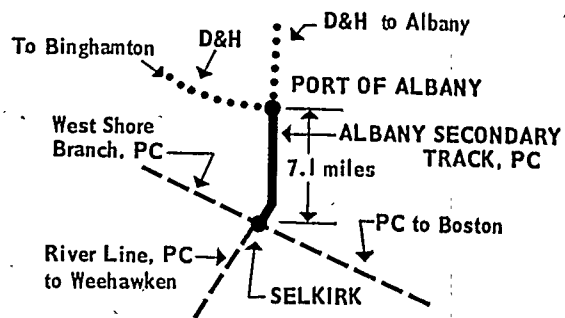 D&H to Albany
D&H
To Binghamton
PORT OF ALBANY
West Shore
Branch, PC
ALBANY SECONDARY
TRACK, PC
7.1 miles
PC to Boston
River Line, PC
to Weehawken
SELKIRK